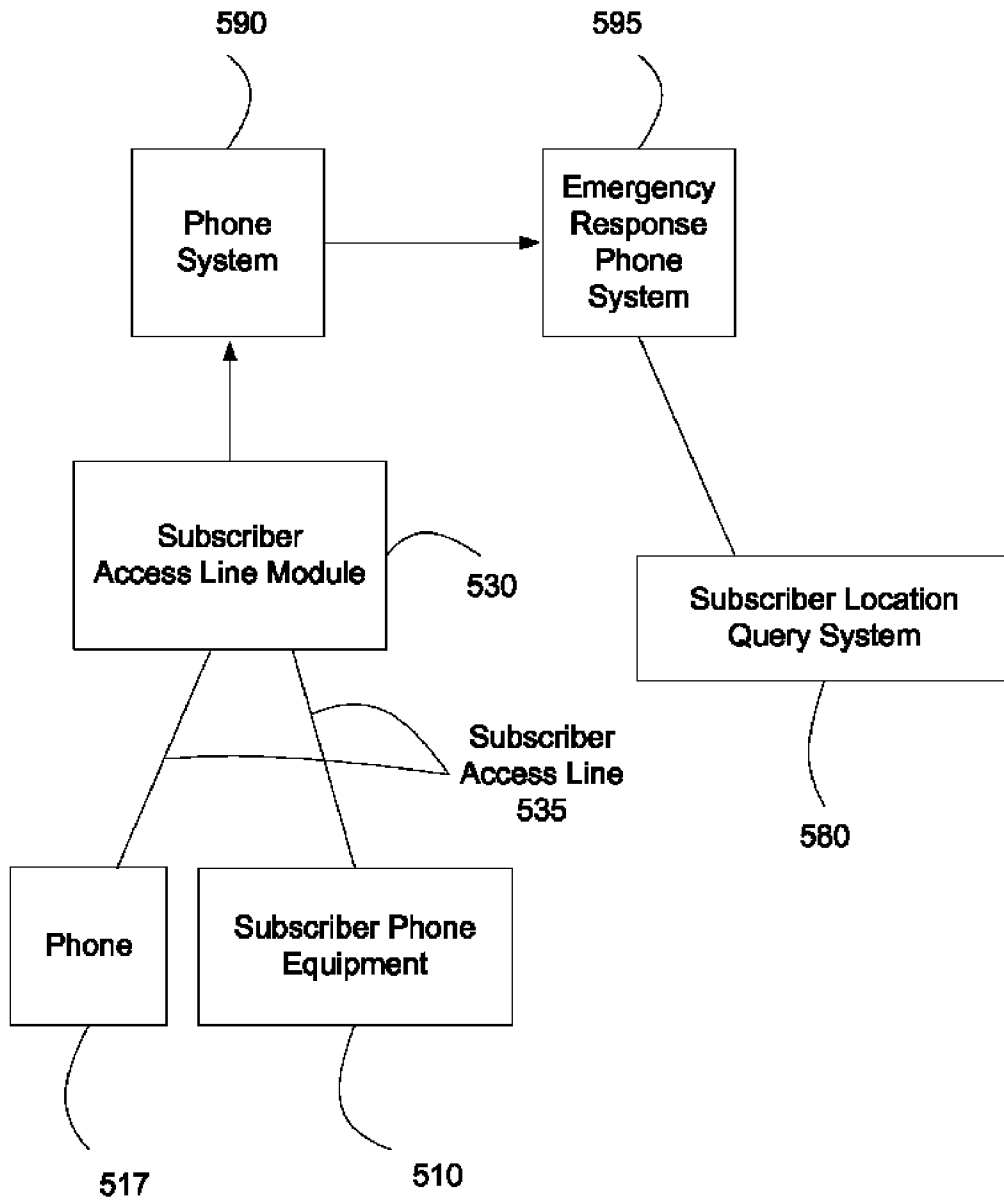 590
595
Phone
System
Emergency
Response
Phone
System
Subscriber
Access Line Module
530
Subscriber Location
Query System
580
Subscriber
Access Line
535
Phone
Subscriber Phone
Equipment
517
510